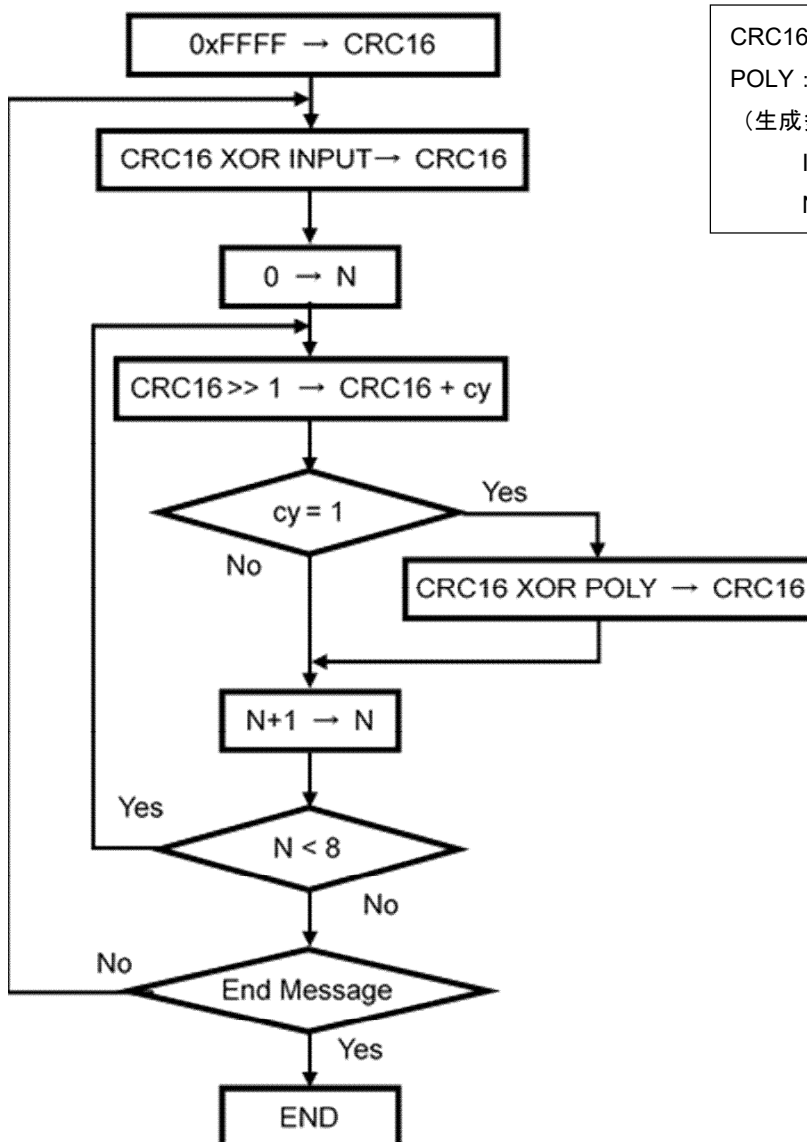 0xFFFF → CRC16
CRC16 XOR INPUT→ CRC16
0 → N
CRC16 >> 1 → CRC16 + cy
cy = 1
Yes
No
CRC16 XOR POLY → CRC16
N+1 → N
Yes
N < 8
No
No
End Message
Yes
END
CRC16
POLY :
（生成